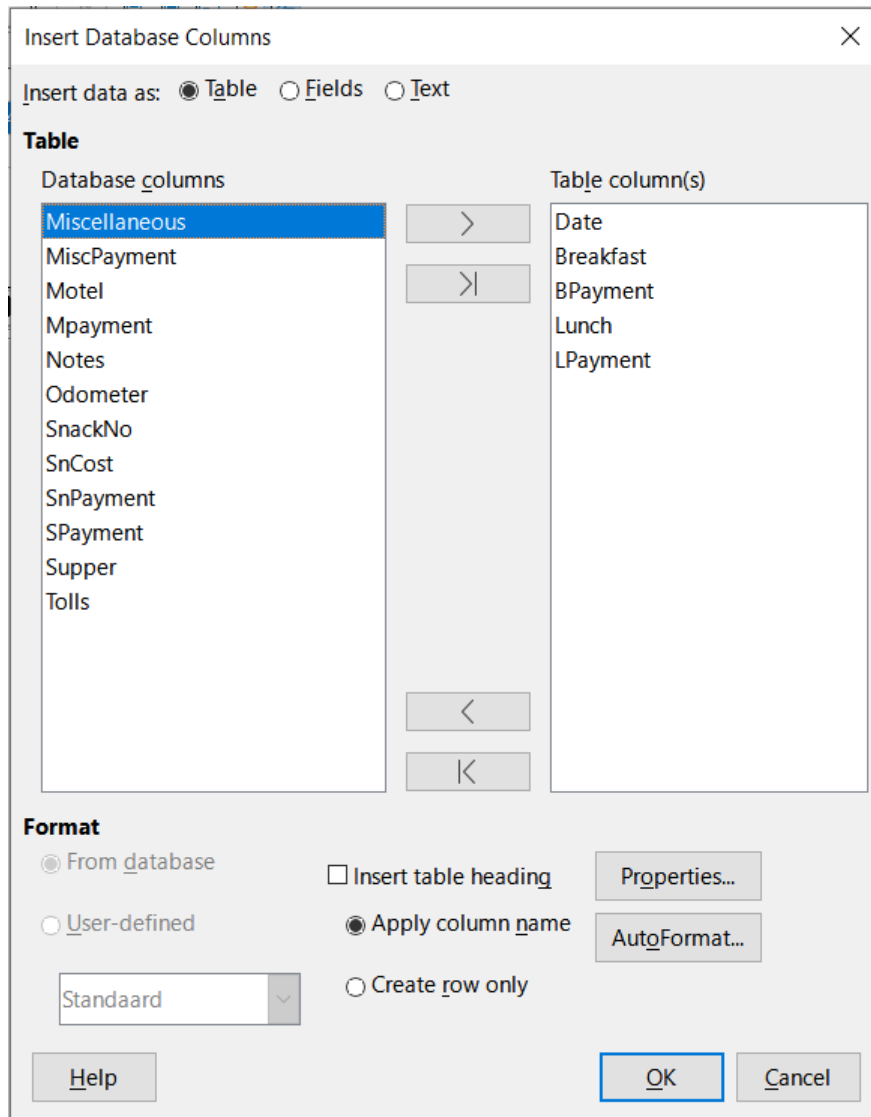 Insert Database Columns
Insert data as: Table Fields Text
Table
Database columns
Miscellaneous
MiscPayment
Motel
Mpayment
Notes
Odometer
SnackNo
SnCost
SnPayment
SPayment
Supper
Tolls
Table column(s)
Date
Breakfast
BPayment
Lunch
LPayment
Format
From database
User-defined
Standaard
Insert table heading
Apply column name
Create row only
Properties...
AutoFormat...
Help
OK
Cancel